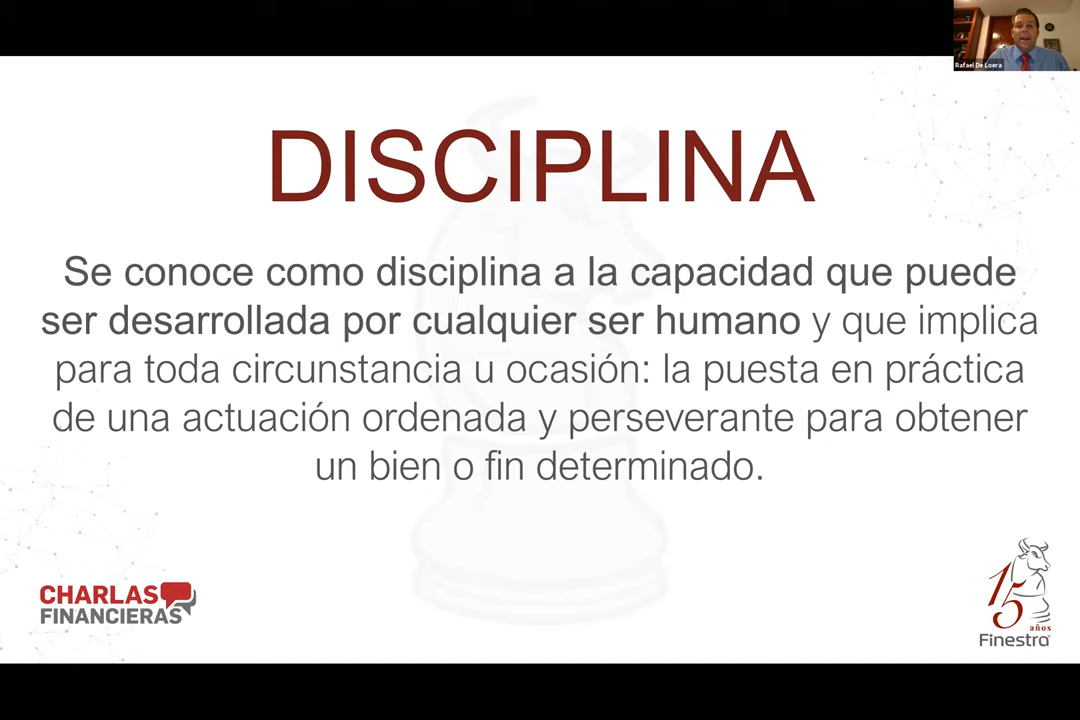 Rafael De Loera
DISCIPLINA
Se conoce como disciplina a la capacidad que puede
ser desarrollada por cualquier ser humano y que implica
para toda circunstancia u ocasión: la puesta en práctica
de una actuación ordenada y perseverante para obtener
un bien o fin determinado.
CHARLAS
FINANCIERAS
15
años
Finestra